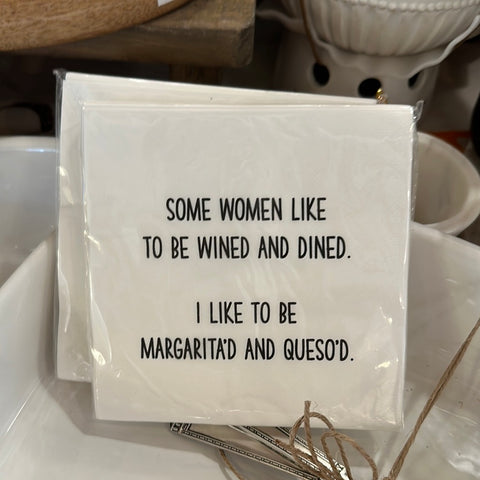 SOME WOMEN LIKE
TO BE WINED AND DINED.
I LIKE TO BE
MARGARITA'D AND QUESO'D.